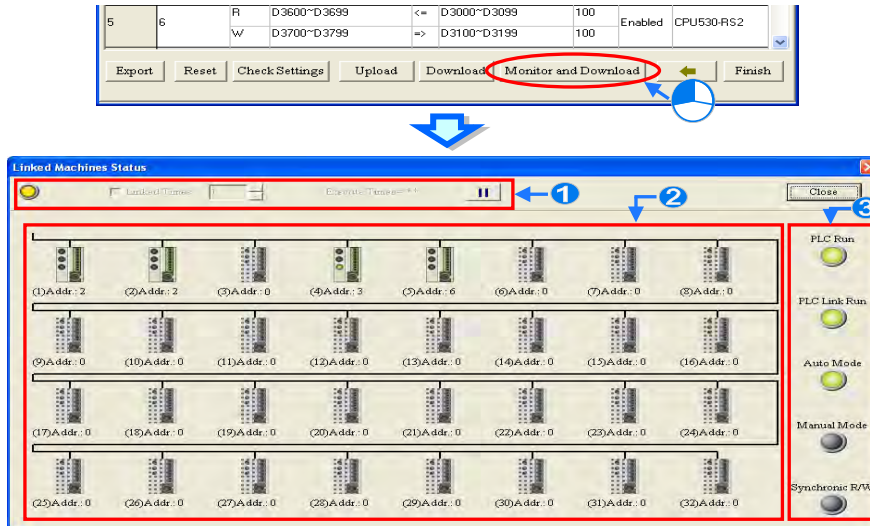 R D3600~D3699 <= D3000~D3099 100
5 6 Enabled CPU530-RS2
W D3700~D3799 => D3100~D3199 100
Export Reset Check Settings Upload Download Monitor and Download Finish
Linked Machines Status
Linked Times 1 Execute Times=** Close
1
2
3
(1)Addr.: 2 (2)Addr.: 2 (3)Addr.: 0 (4)Addr.: 3 (5)Addr.: 6 (6)Addr.: 0 (7)Addr.: 0 (8)Addr.: 0
(9)Addr.: 0 (10)Addr.: 0 (11)Addr.: 0 (12)Addr.: 0 (13)Addr.: 0 (14)Addr.: 0 (15)Addr.: 0 (16)Addr.: 0
(17)Addr.: 0 (18)Addr.: 0 (19)Addr.: 0 (20)Addr.: 0 (21)Addr.: 0 (22)Addr.: 0 (23)Addr.: 0 (24)Addr.: 0
(25)Addr.: 0 (26)Addr.: 0 (27)Addr.: 0 (28)Addr.: 0 (29)Addr.: 0 (30)Addr.: 0 (31)Addr.: 0 (32)Addr.: 0
PLC Run
PLC Link Run
Auto Mode
Manual Mode
Synchronic R/W